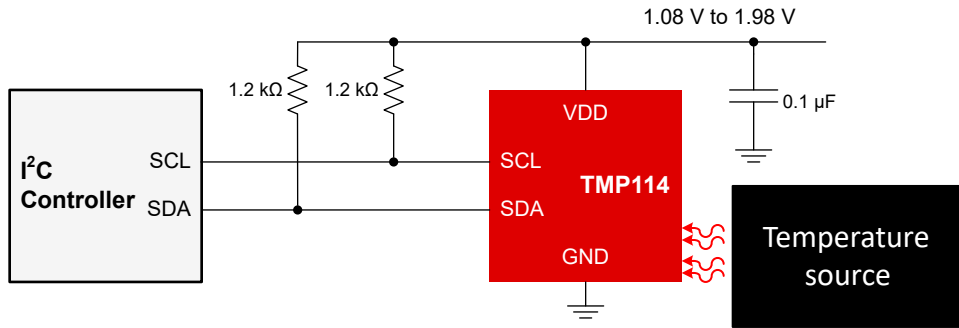 1.08 V to 1.98 V
1.2 kΩ
1.2 kΩ
0.1 µF
VDD
I²C
Controller
SCL
SDA
SCL
SDA
TMP114
GND
Temperature
source